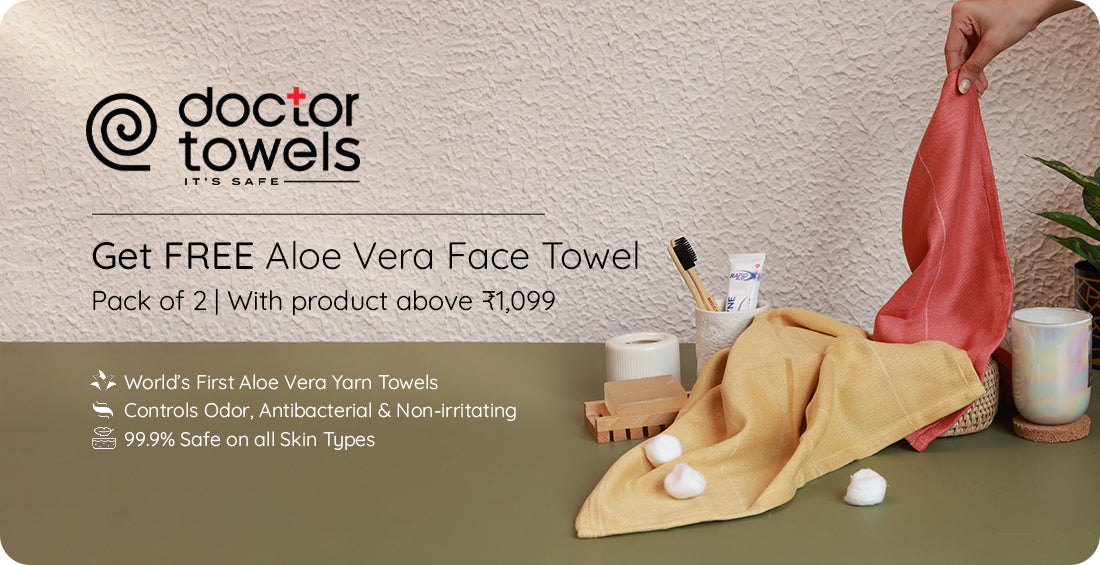 doctor
towels
IT'S SAFE
Get FREE Aloe Vera Face Towel
Pack of 2 | With product above ₹1,099
World's First Aloe Vera Yarn Towels
Controls Odor, Antibacterial & Non-irritating
99.9% Safe on all Skin Types
RAPID